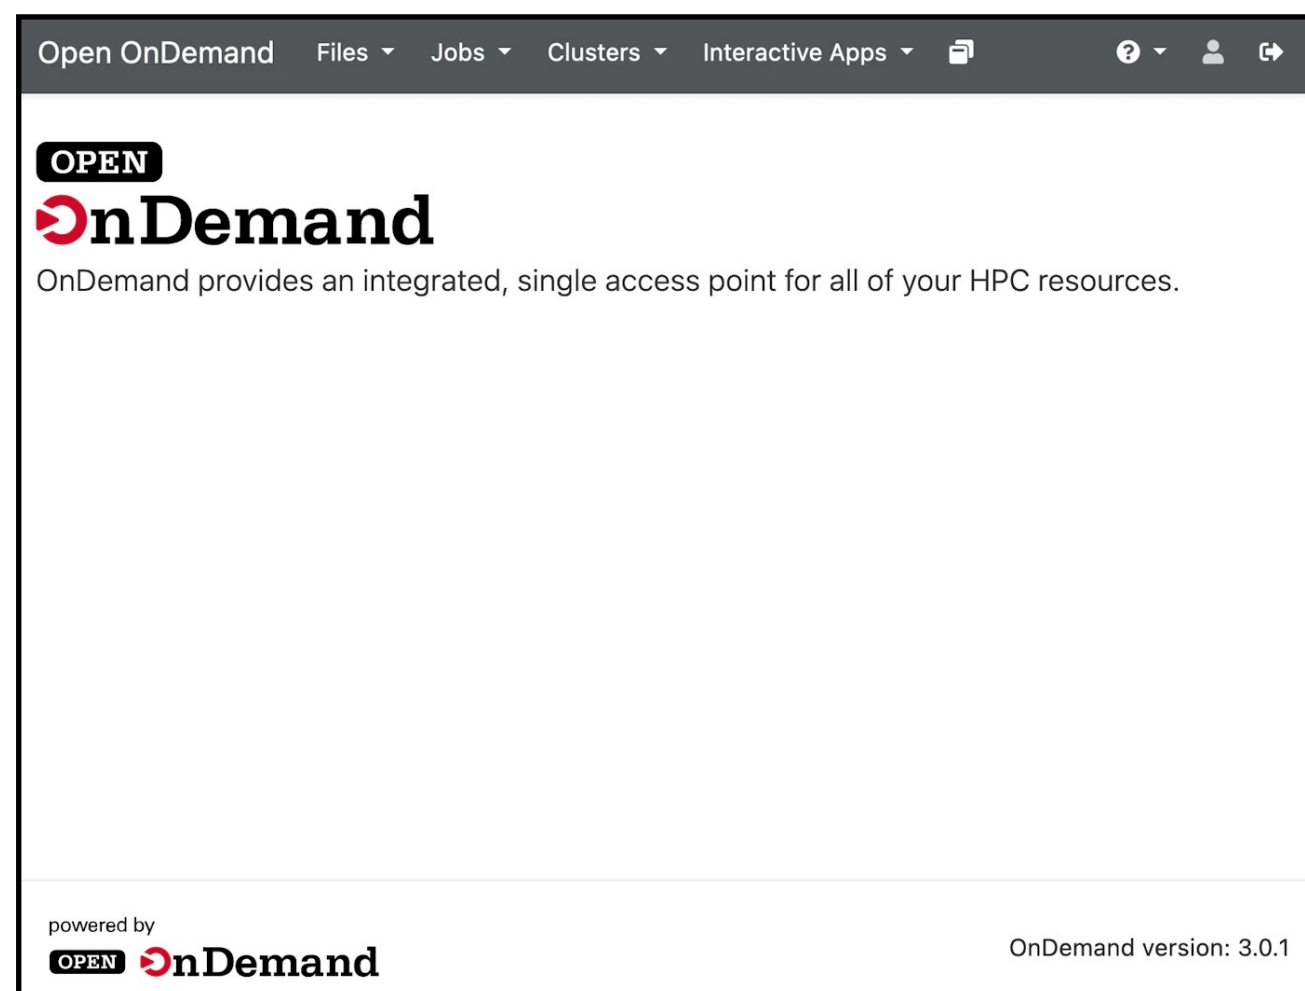 Open OnDemand Files Jobs Clusters Interactive Apps
OPEN
OnDemand
OnDemand provides an integrated, single access point for all of your HPC resources.
powered by
OPEN OnDemand
OnDemand version: 3.0.1